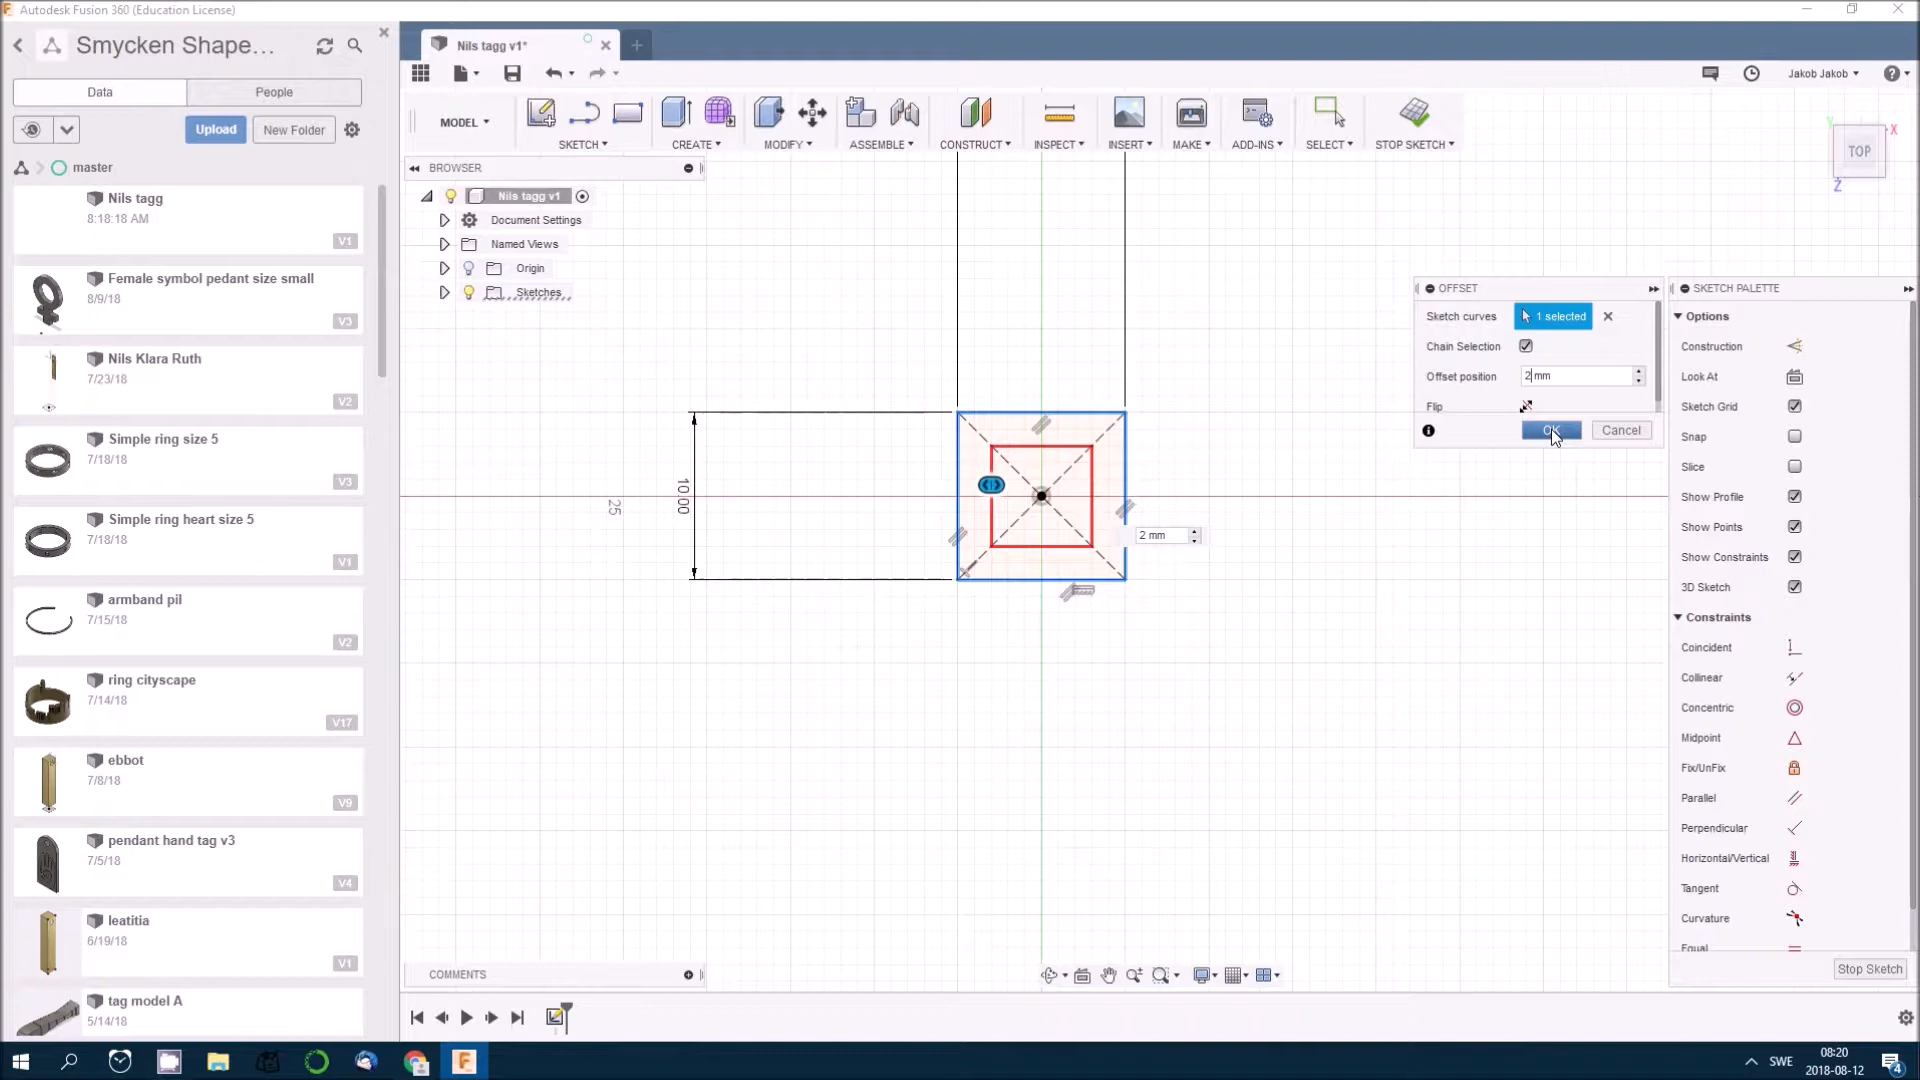 Autodesk Fusion 360 (Education License)
Smycken Shape...
Nils tagg v1*
Data
People
Jakob Jakob
Upload
New Folder
MODEL
SKETCH
CREATE
MODIFY
ASSEMBLE
CONSTRUCT
INSPECT
INSERT
MAKE
ADD-INS
SELECT
STOP SKETCH
TOP
X
Y
Z
master
BROWSER
Nils tagg v1
Document Settings
Named Views
Origin
Sketches
Nils tagg
8:18:18 AM
V1
Female symbol pedant size small
8/9/18
V3
Nils Klara Ruth
7/23/18
V2
Simple ring size 5
7/18/18
V3
Simple ring heart size 5
7/18/18
V1
armband pil
7/15/18
V2
ring cityscape
7/14/18
V17
ebbot
7/8/18
V9
pendant hand tag v3
7/5/18
V4
leatitia
6/19/18
V1
tag model A
5/14/18
25
10.00
2 mm
OFFSET
Sketch curves
1 selected
Chain Selection
Offset position
2 mm
Flip
OK
Cancel
SKETCH PALETTE
Options
Construction
Look At
Sketch Grid
Snap
Slice
Show Profile
Show Points
Show Constraints
3D Sketch
Constraints
Coincident
Collinear
Concentric
Midpoint
Fix/UnFix
Parallel
Perpendicular
Horizontal/Vertical
Tangent
Curvature
Equal
Stop Sketch
COMMENTS
SWE
08:20
2018-08-12
4